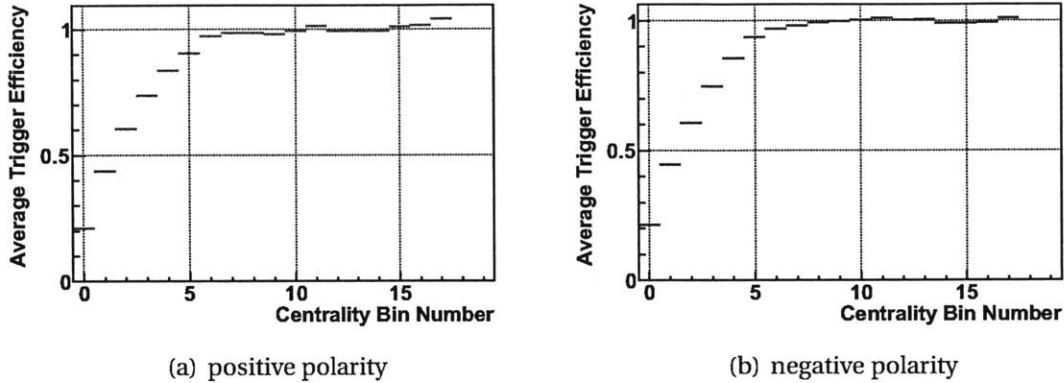 Average Trigger Efficiency
1
0.5
0
0 5 10 15
Centrality Bin Number
(a) positive polarity
Average Trigger Efficiency
1
0.5
0
0 5 10 15
Centrality Bin Number
(b) negative polarity